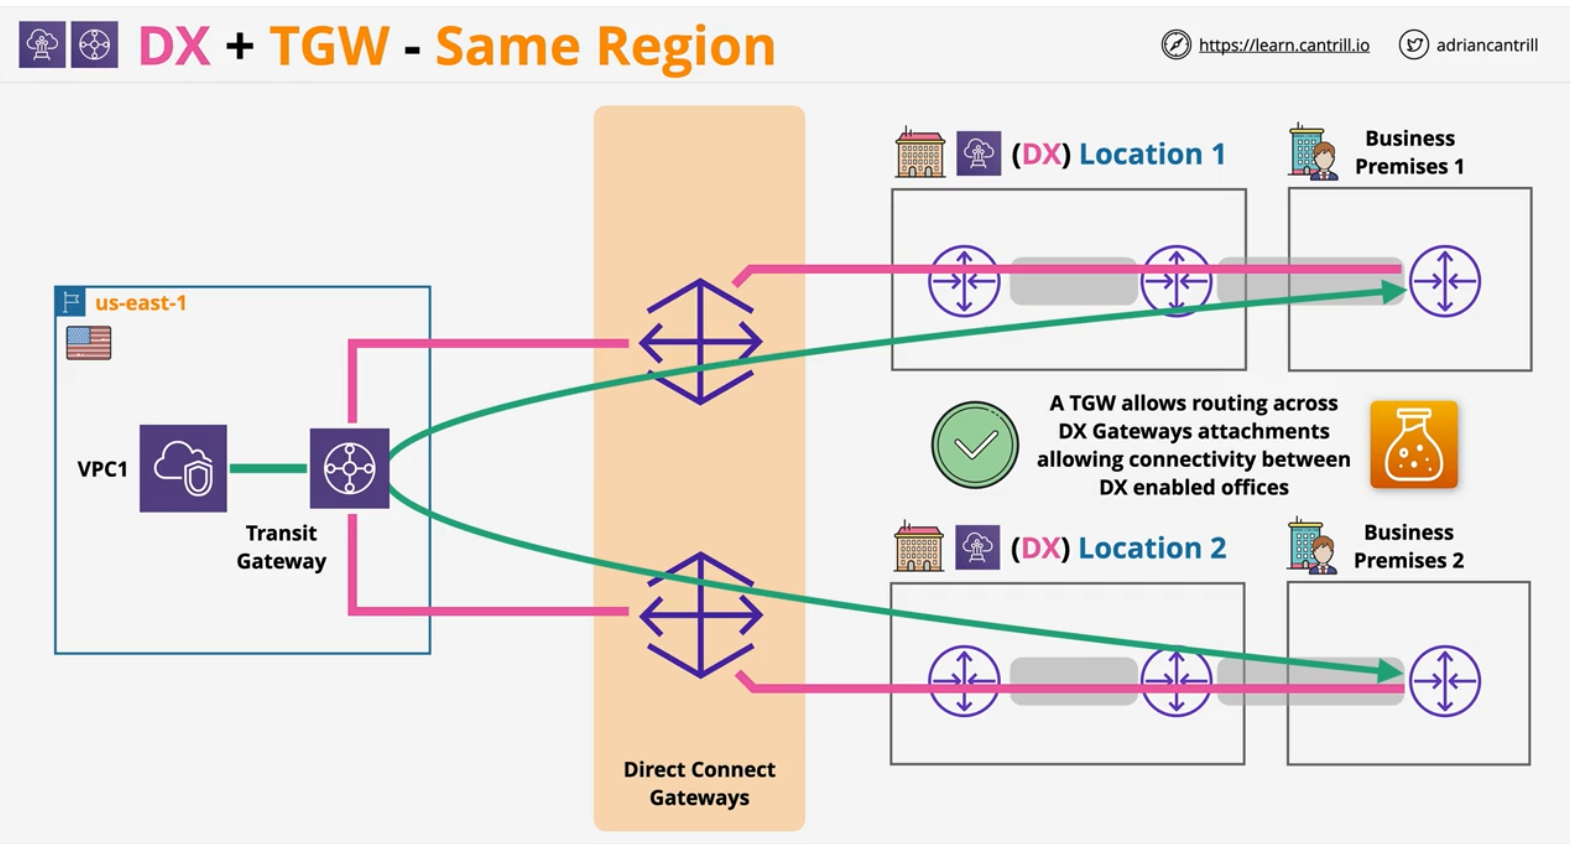 DX + TGW - Same Region
https://learn.cantrill.io
adriancantrill
(DX) Location 1
Business
Premises 1
us-east-1
VPC1
Transit
Gateway
A TGW allows routing across
DX Gateways attachments
allowing connectivity between
DX enabled offices
(DX) Location 2
Business
Premises 2
Direct Connect
Gateways